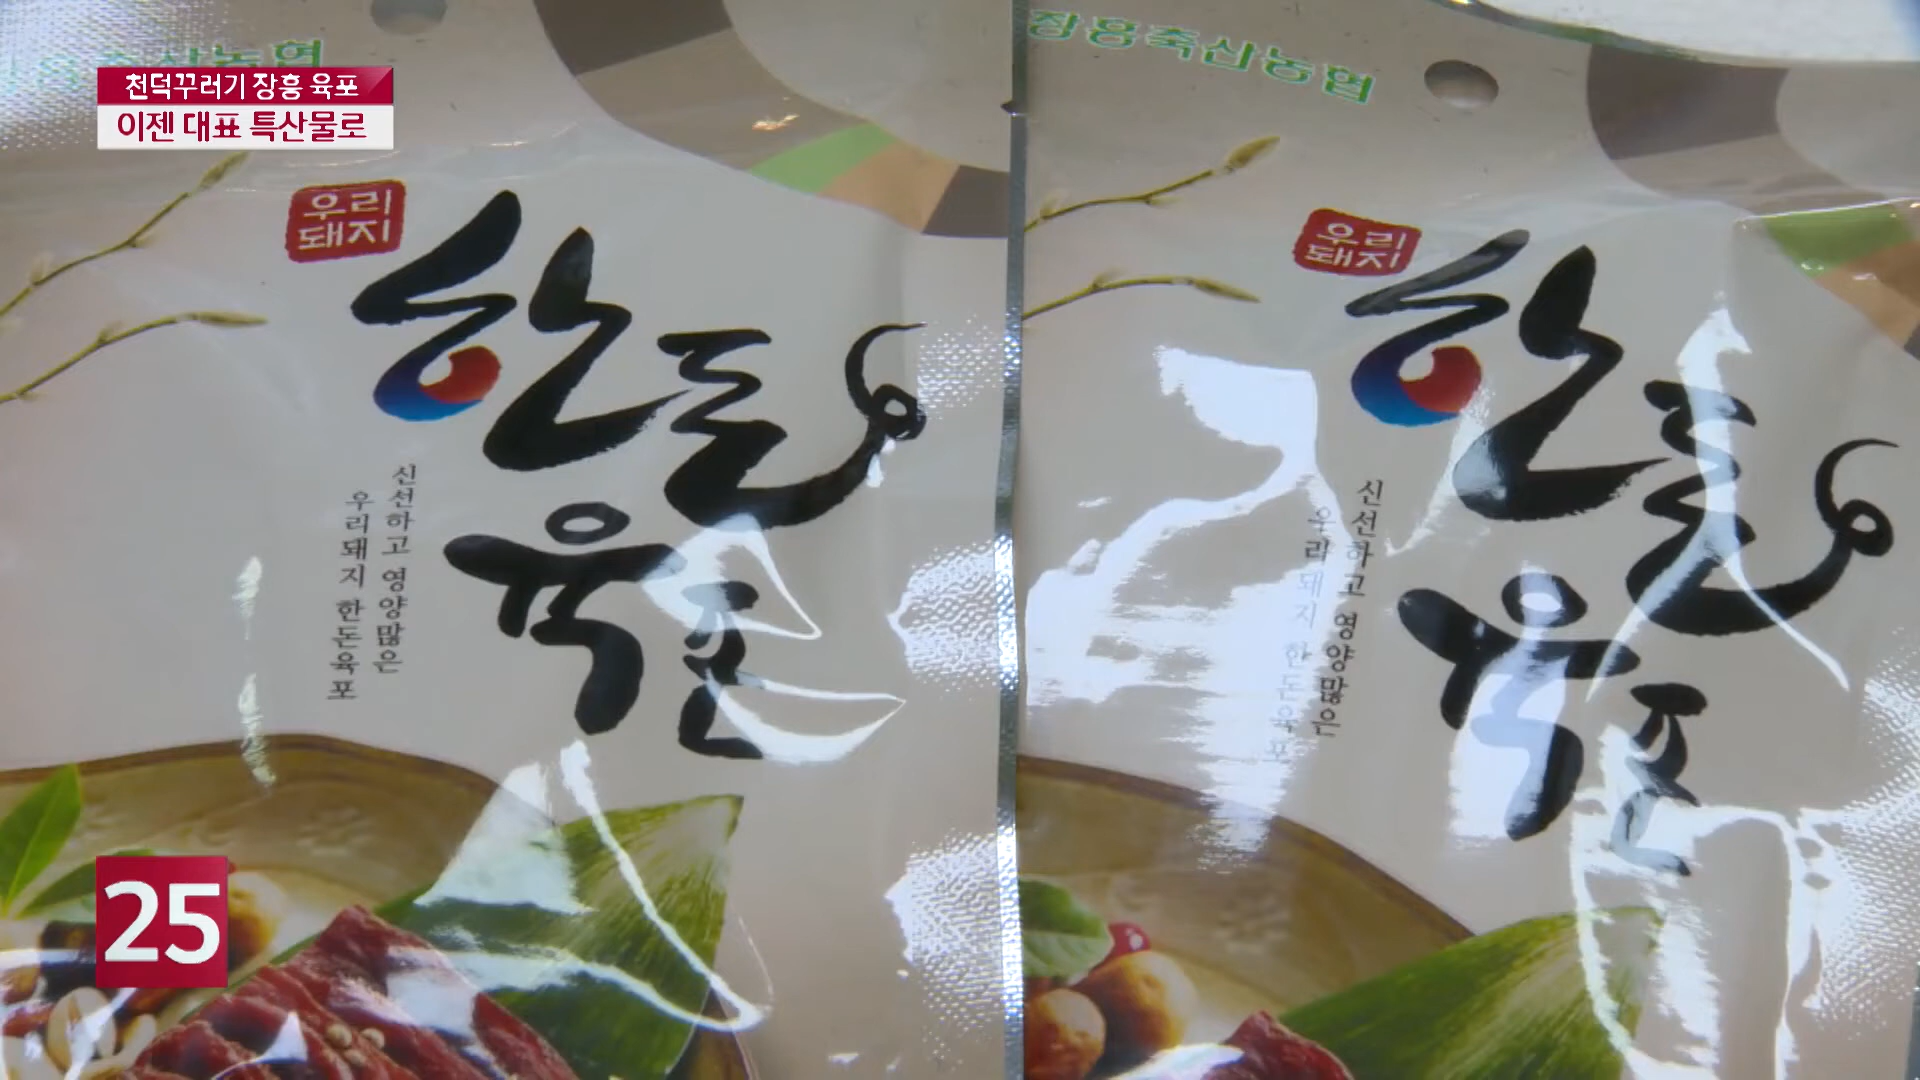 천덕꾸러기 장흥 육포
이젠 대표 특산물로
농협
우리
돼지
한돈
육포
신선하고 영양많은
우리돼지 한돈육포
장흥축산농협
우리
돼지
한돈
육포
신선하고 영양많은
우리돼지 한돈육포
25